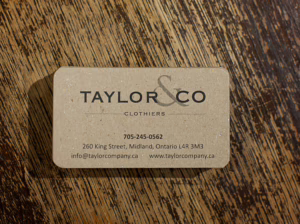 TAYLOR & CO
CLOTHIERS
705-245-0562
260 King Street, Midland, Ontario L4R 3M3
info@taylorcompany.ca www.taylorcompany.ca